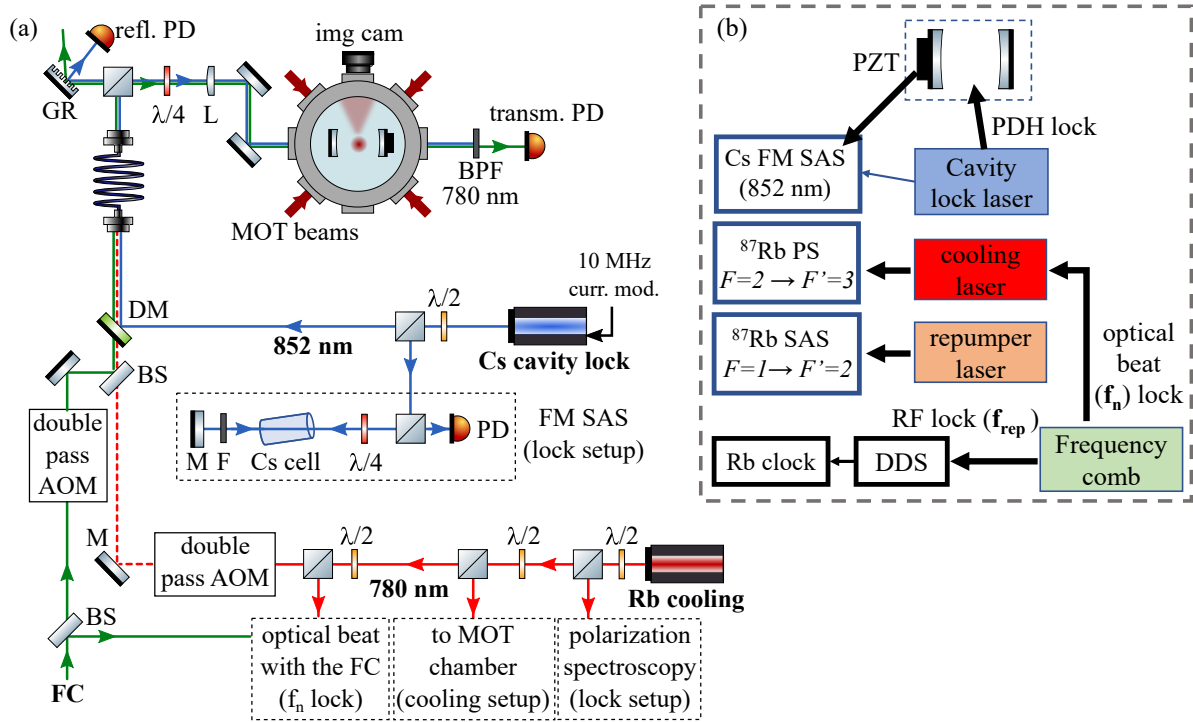 (a)
refl. PD
GR
λ/4
L
img cam
transm. PD
BPF
780 nm
MOT beams
10 MHz
curr. mod.
DM
λ/2
852 nm
Cs cavity lock
BS
double
pass
AOM
M
F
Cs cell
λ/4
PD
FM SAS
(lock setup)
M
double
pass AOM
λ/2
780 nm
λ/2
λ/2
Rb cooling
BS
FC
optical beat
with the FC
(fn lock)
to MOT
chamber
(cooling setup)
polarization
spectroscopy
(lock setup)
(b)
PZT
PDH lock
Cs FM SAS
(852 nm)
Cavity
lock laser
⁸⁷Rb PS
F=2 → F'=3
cooling
laser
⁸⁷Rb SAS
F=1→ F'=2
repumper
laser
optical
beat
(fn) lock
RF lock (frep)
Rb clock
DDS
Frequency
comb